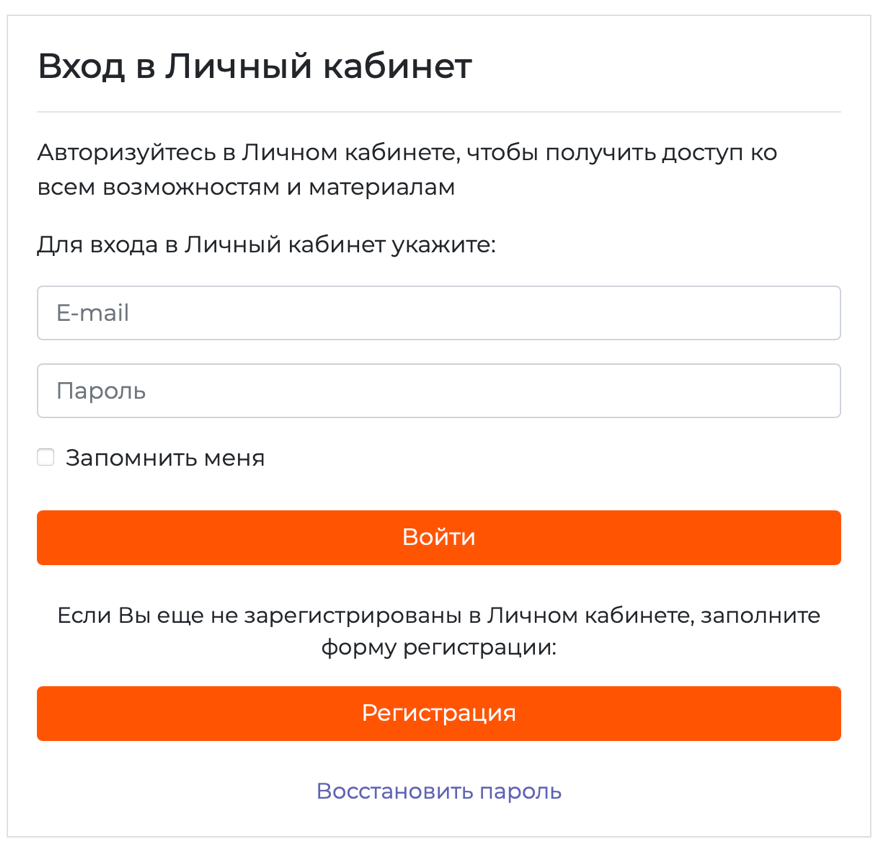 Вход в Личный кабинет
Авторизуйтесь в Личном кабинете, чтобы получить доступ ко
всем возможностям и материалам
Для входа в Личный кабинет укажите:
E-mail
Пароль
Запомнить меня
Войти
Если Вы еще не зарегистрированы в Личном кабинете, заполните
форму регистрации:
Регистрация
Восстановить пароль